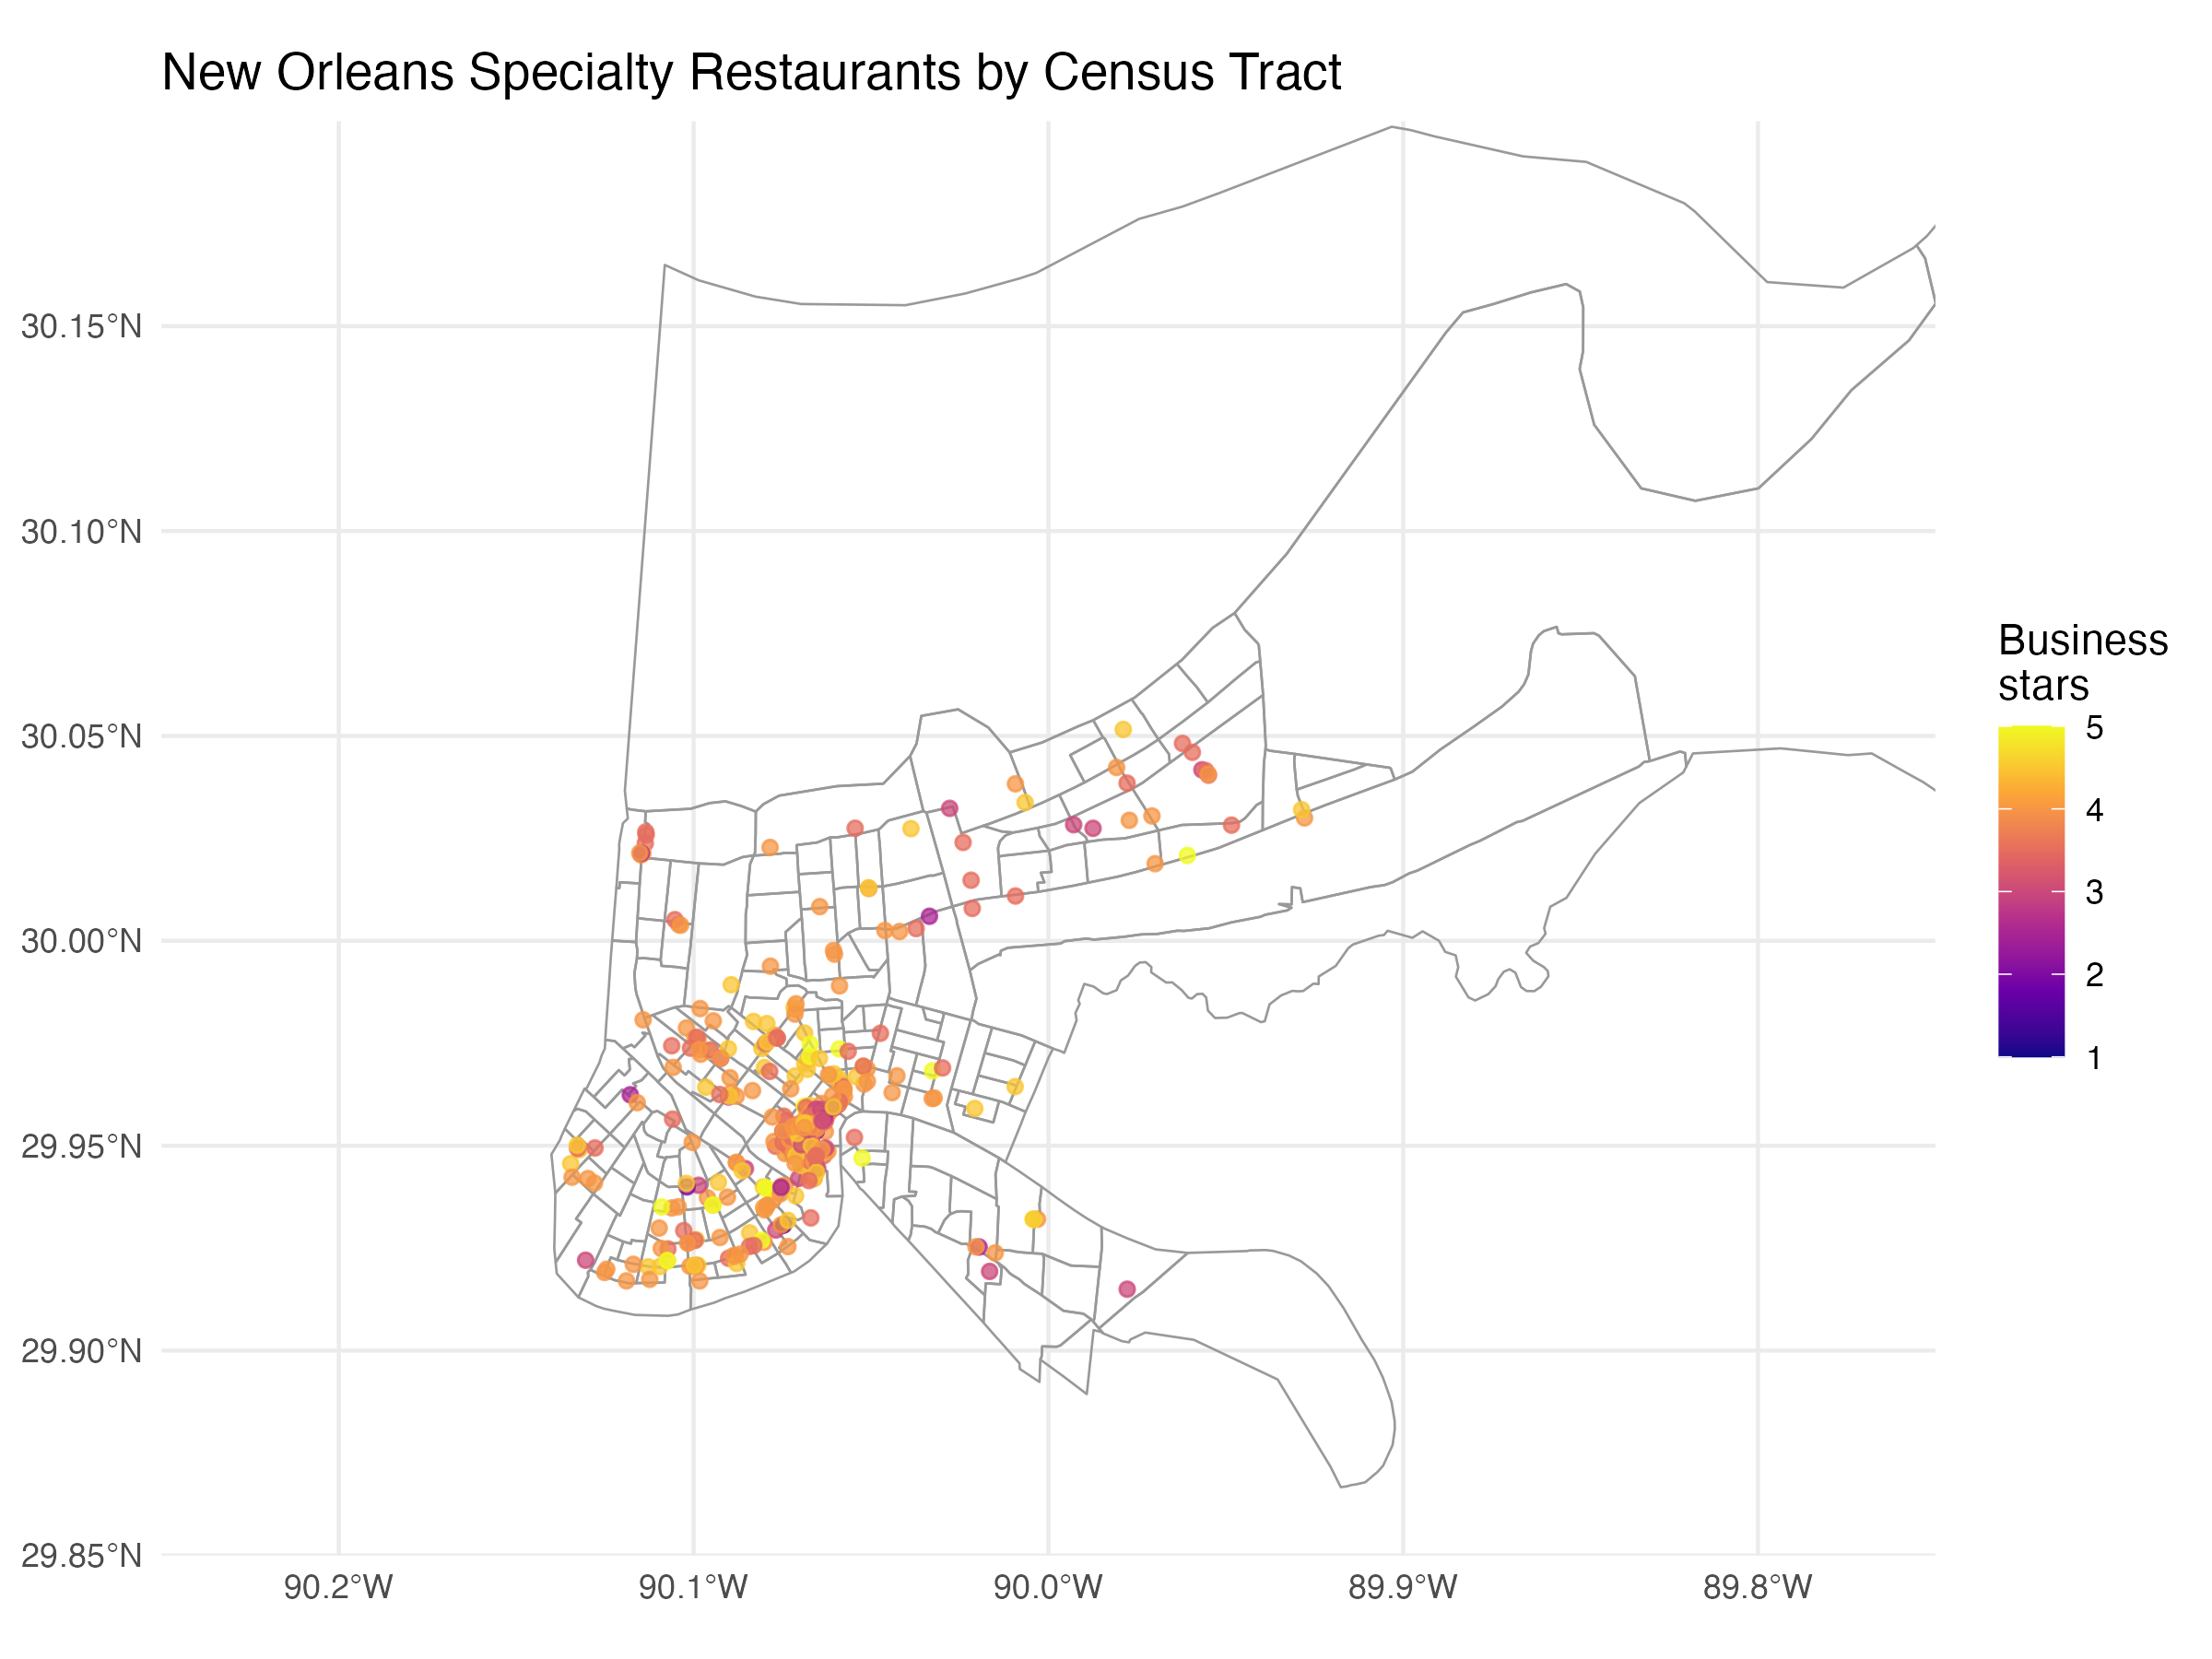 New Orleans Specialty Restaurants by Census Tract
30.15°N
30.10°N
30.05°N
30.00°N
29.95°N
29.90°N
29.85°N
90.2°W
90.1°W
90.0°W
89.9°W
89.8°W
Business
stars
5
4
3
2
1